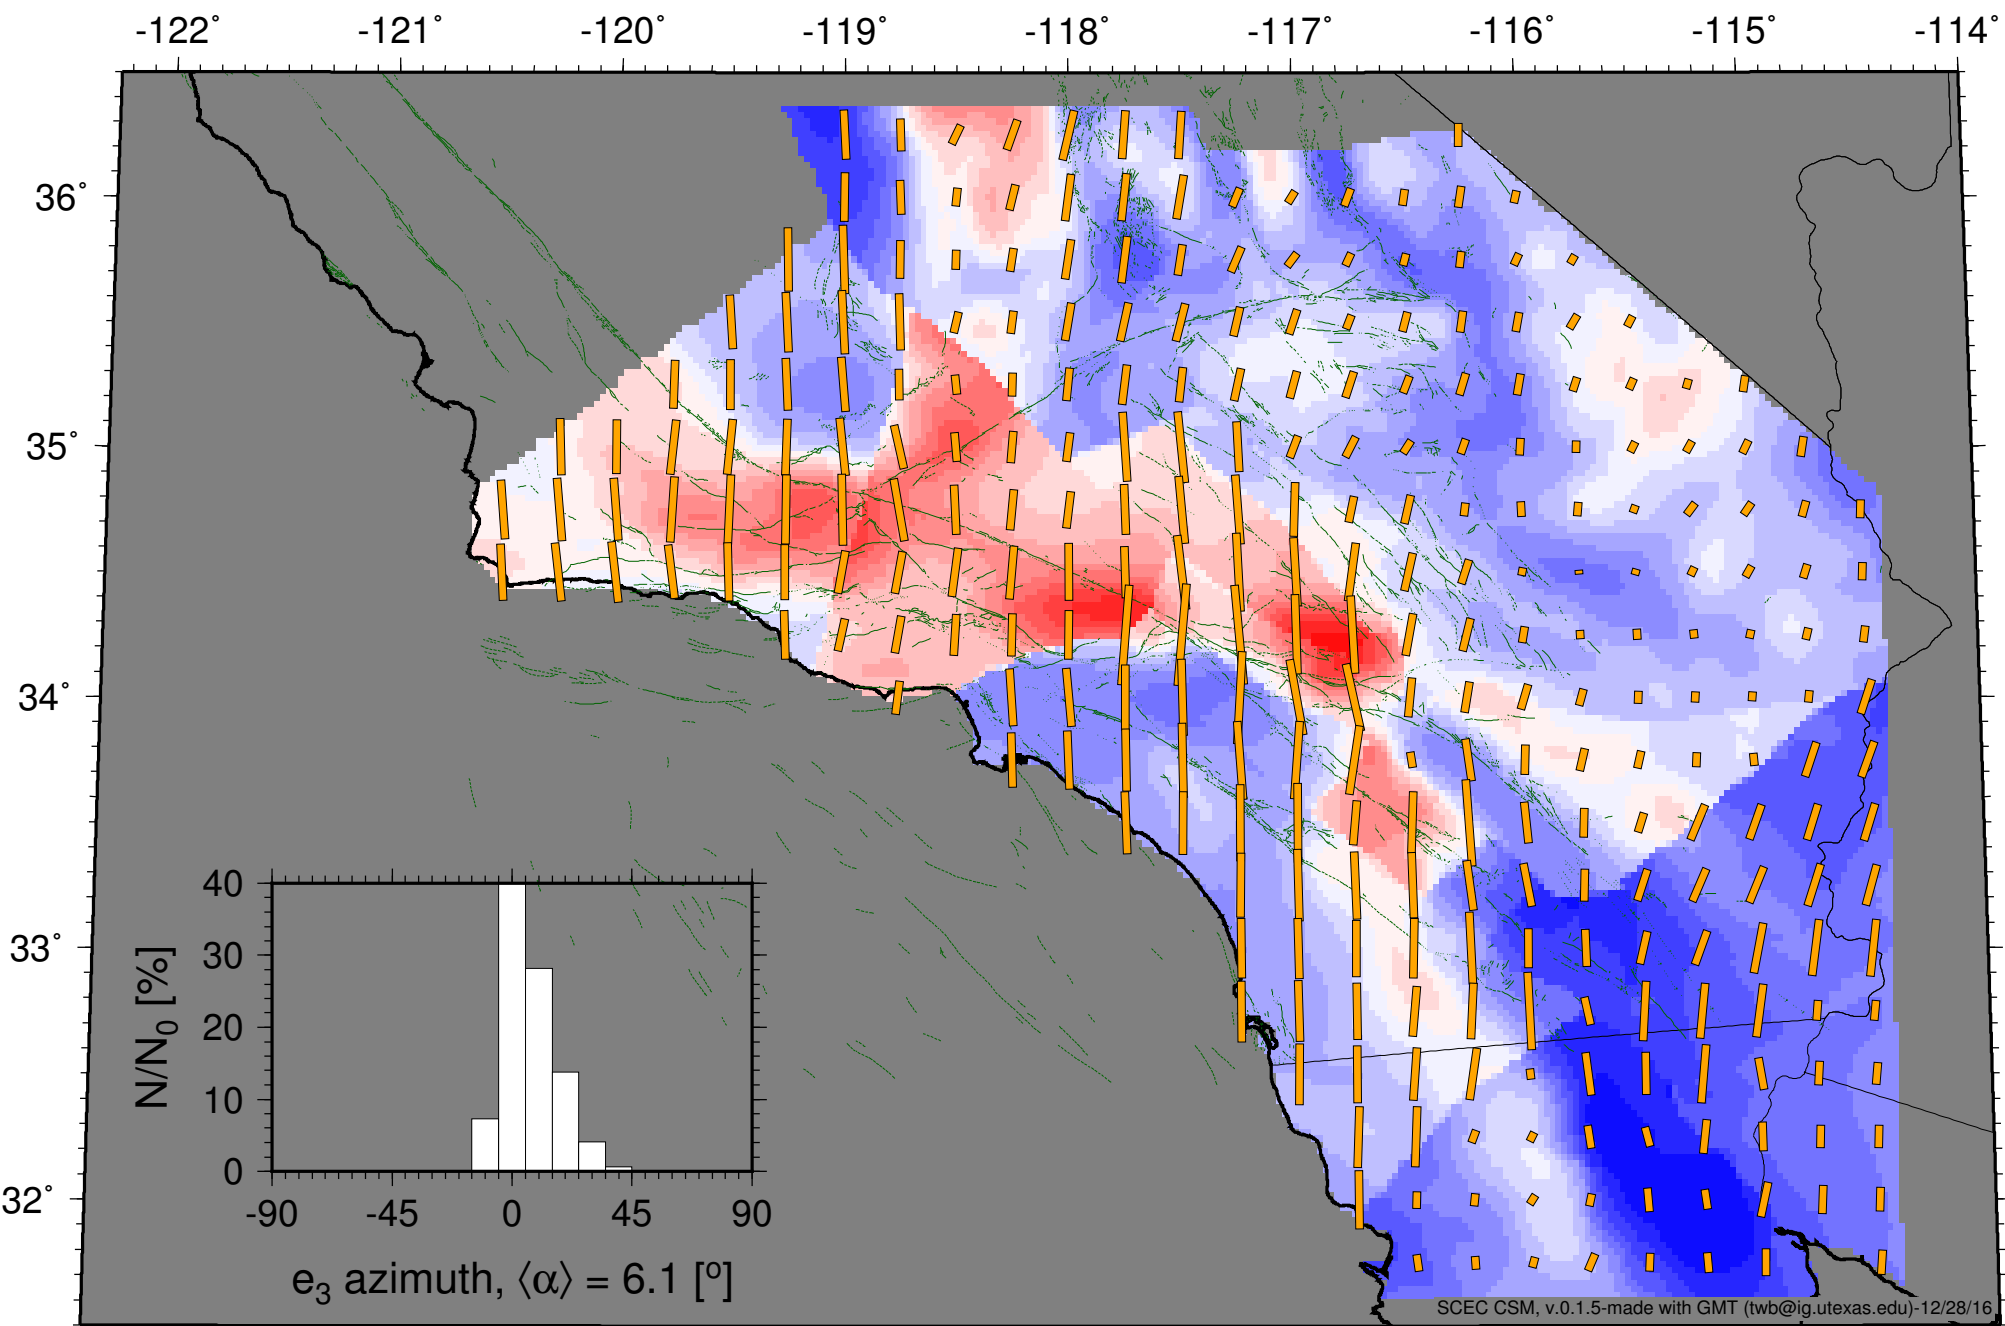 -122˚ -121˚ -120˚ -119˚ -118˚ -117˚ -116˚ -115˚ -114˚
36˚
35˚
34˚
33˚
32˚
N/N0 [%]
40
30
20
10
0
-90 -45 0 45 90
e3 azimuth, ⟨α⟩ = 6.1 [º]
SCEC CSM, v.0.1.5-made with GMT (twb@ig.utexas.edu)-12/28/16